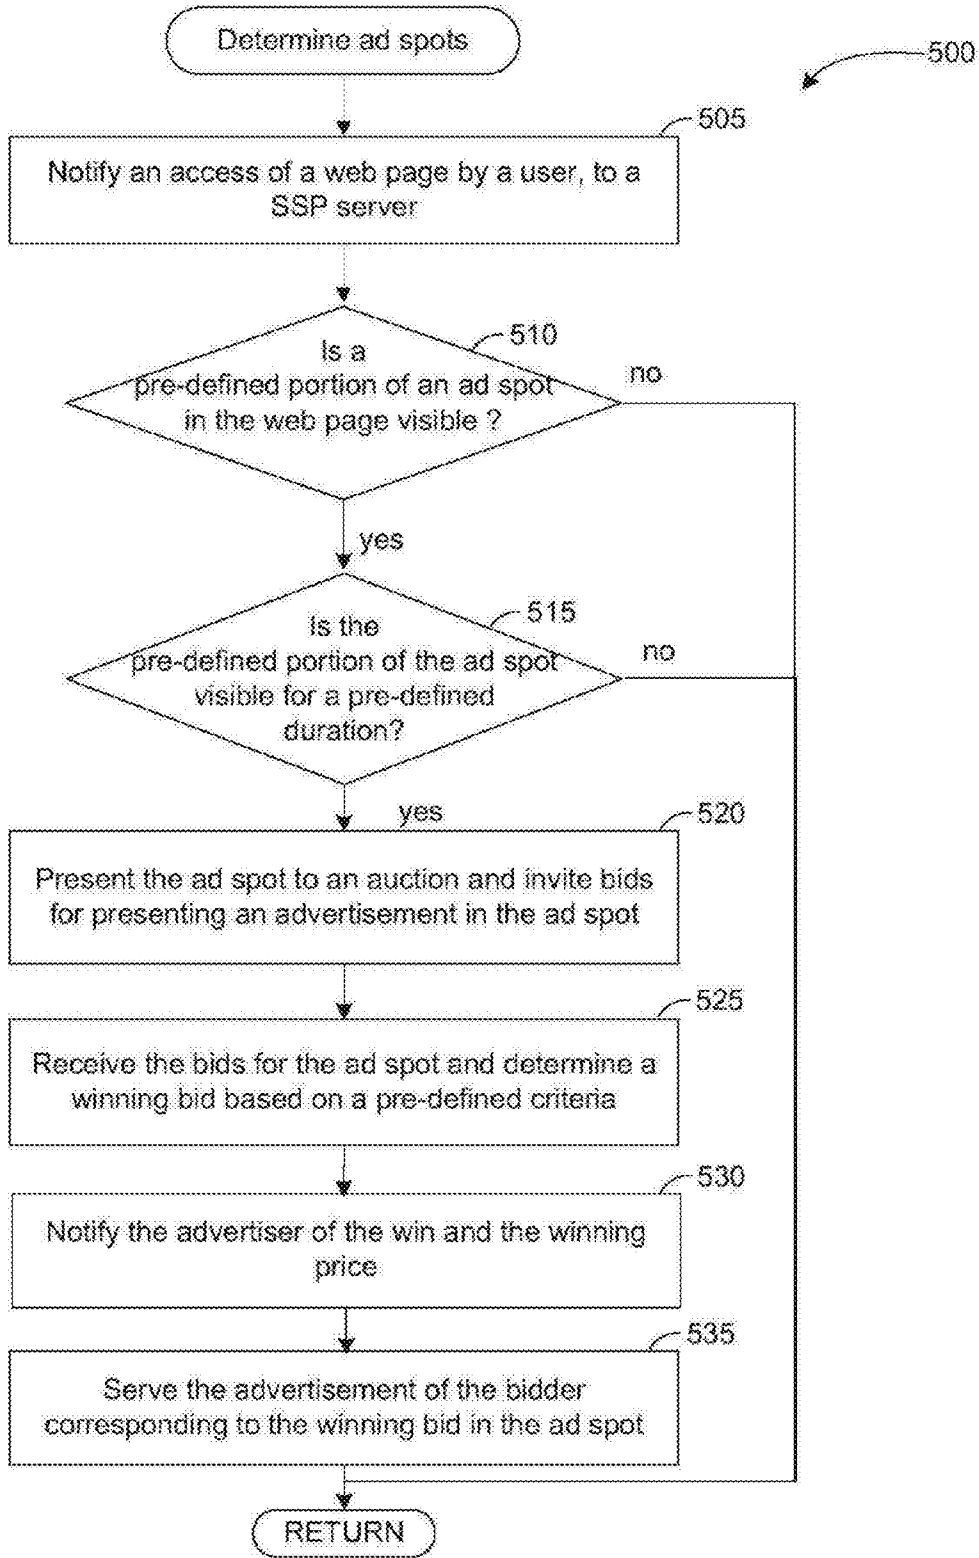 Determine ad spots
500
505
Notify an access of a web page by a user, to a
SSP server
510
Is a
pre-defined portion of an ad spot
in the web page visible ?
no
yes
515
Is the
pre-defined portion of the ad spot
visible for a pre-defined
duration?
no
yes
520
Present the ad spot to an auction and invite bids
for presenting an advertisement in the ad spot
525
Receive the bids for the ad spot and determine a
winning bid based on a pre-defined criteria
530
Notify the advertiser of the win and the winning
price
535
Serve the advertisement of the bidder
corresponding to the winning bid in the ad spot
RETURN